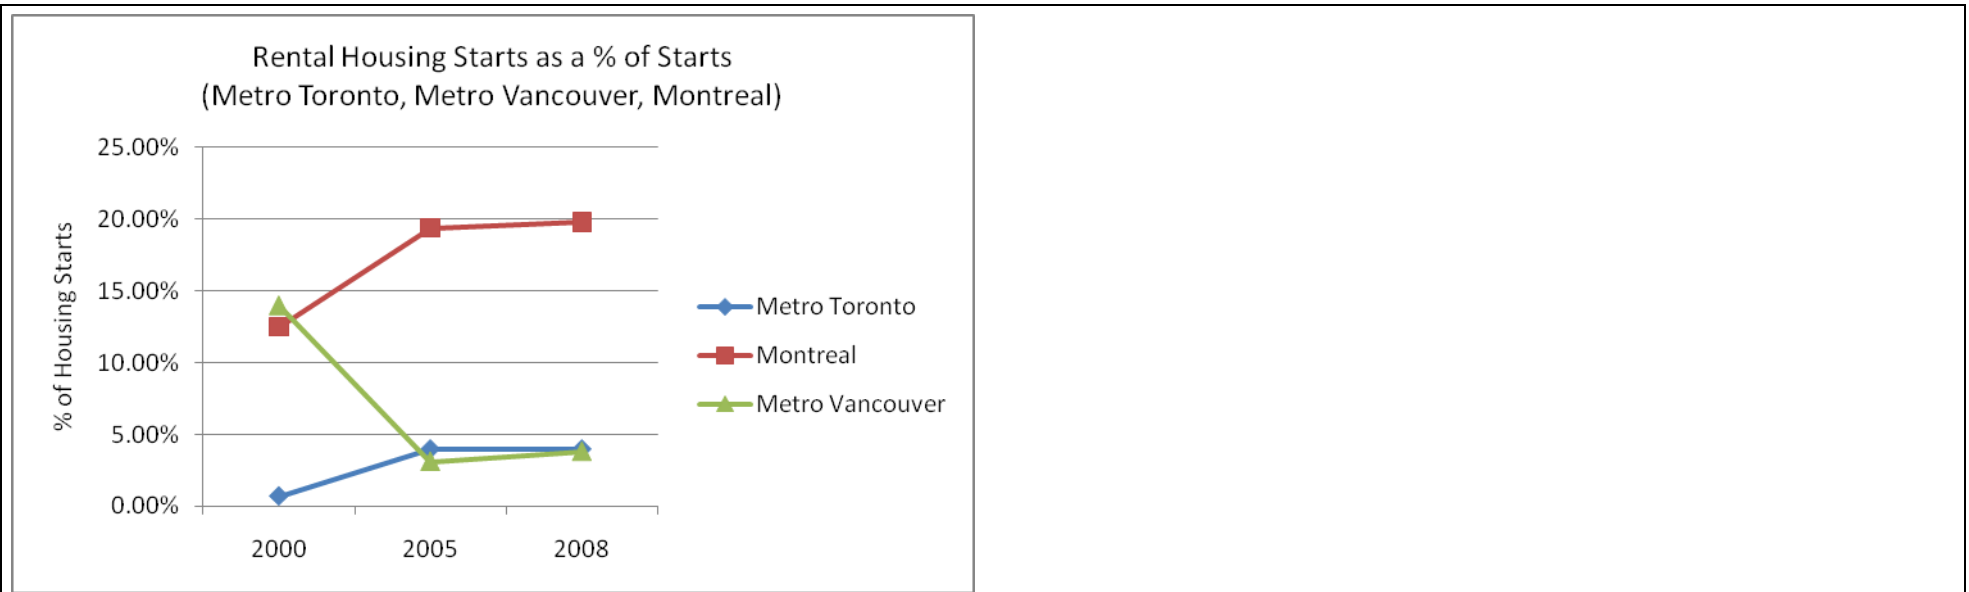 Rental Housing Starts as a % of Starts
(Metro Toronto, Metro Vancouver, Montreal)
% of Housing Starts
25.00%
20.00%
15.00%
10.00%
5.00%
0.00%
2000 2005 2008
Metro Toronto
Montreal
Metro Vancouver